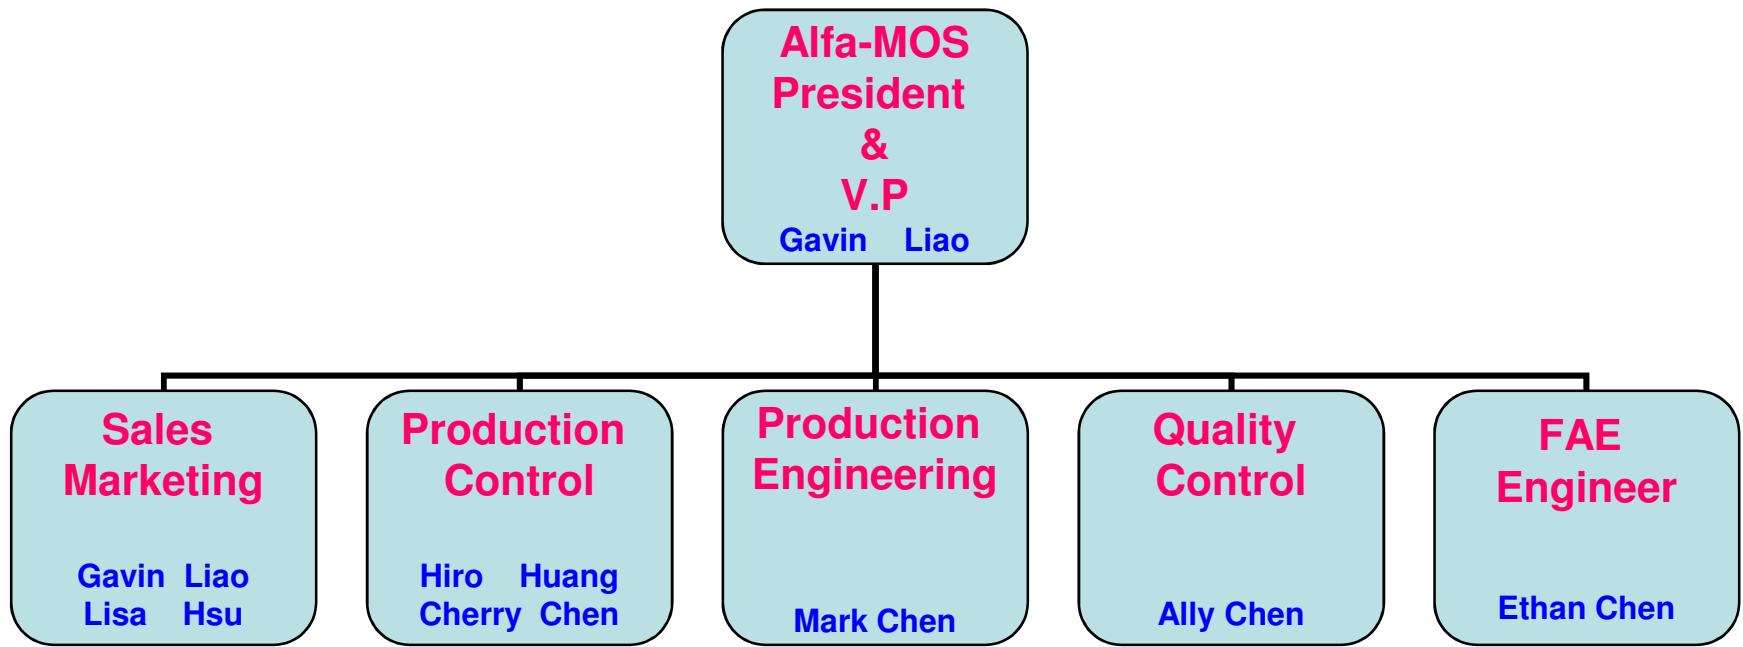 Alfa-MOS
President
&
V.P
Gavin Liao
Sales
Marketing
Gavin Liao
Lisa Hsu
Production
Control
Hiro Huang
Cherry Chen
Production
Engineering
Mark Chen
Quality
Control
Ally Chen
FAE
Engineer
Ethan Chen